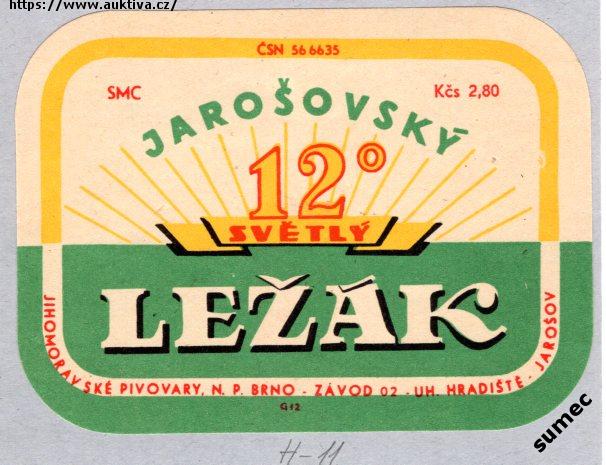 https://www.auktiva.cz/
ČSN 56 6635
SMC
Kčs 2,80
JAROŠOVSKÝ
12°
SVĚTLÝ
LEŽÁK
JIHOMORAVSKÉ PIVOVARY, N. P. BRNO - ZÁVOD 02 - UH. HRADIŠTĚ - JAROŠOV
G12
H-11
sumec